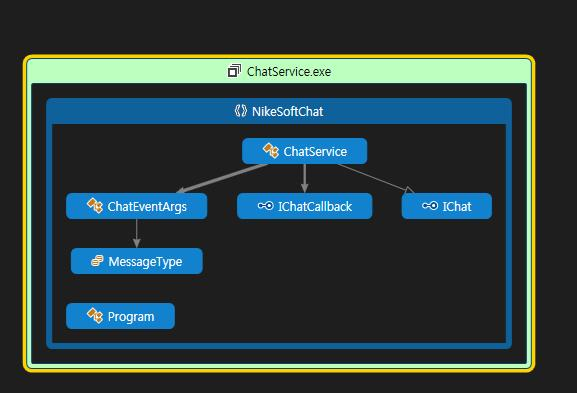 ChatService.exe
NikeSoftChat
ChatService
ChatEventArgs
IChatCallback
IChat
MessageType
Program